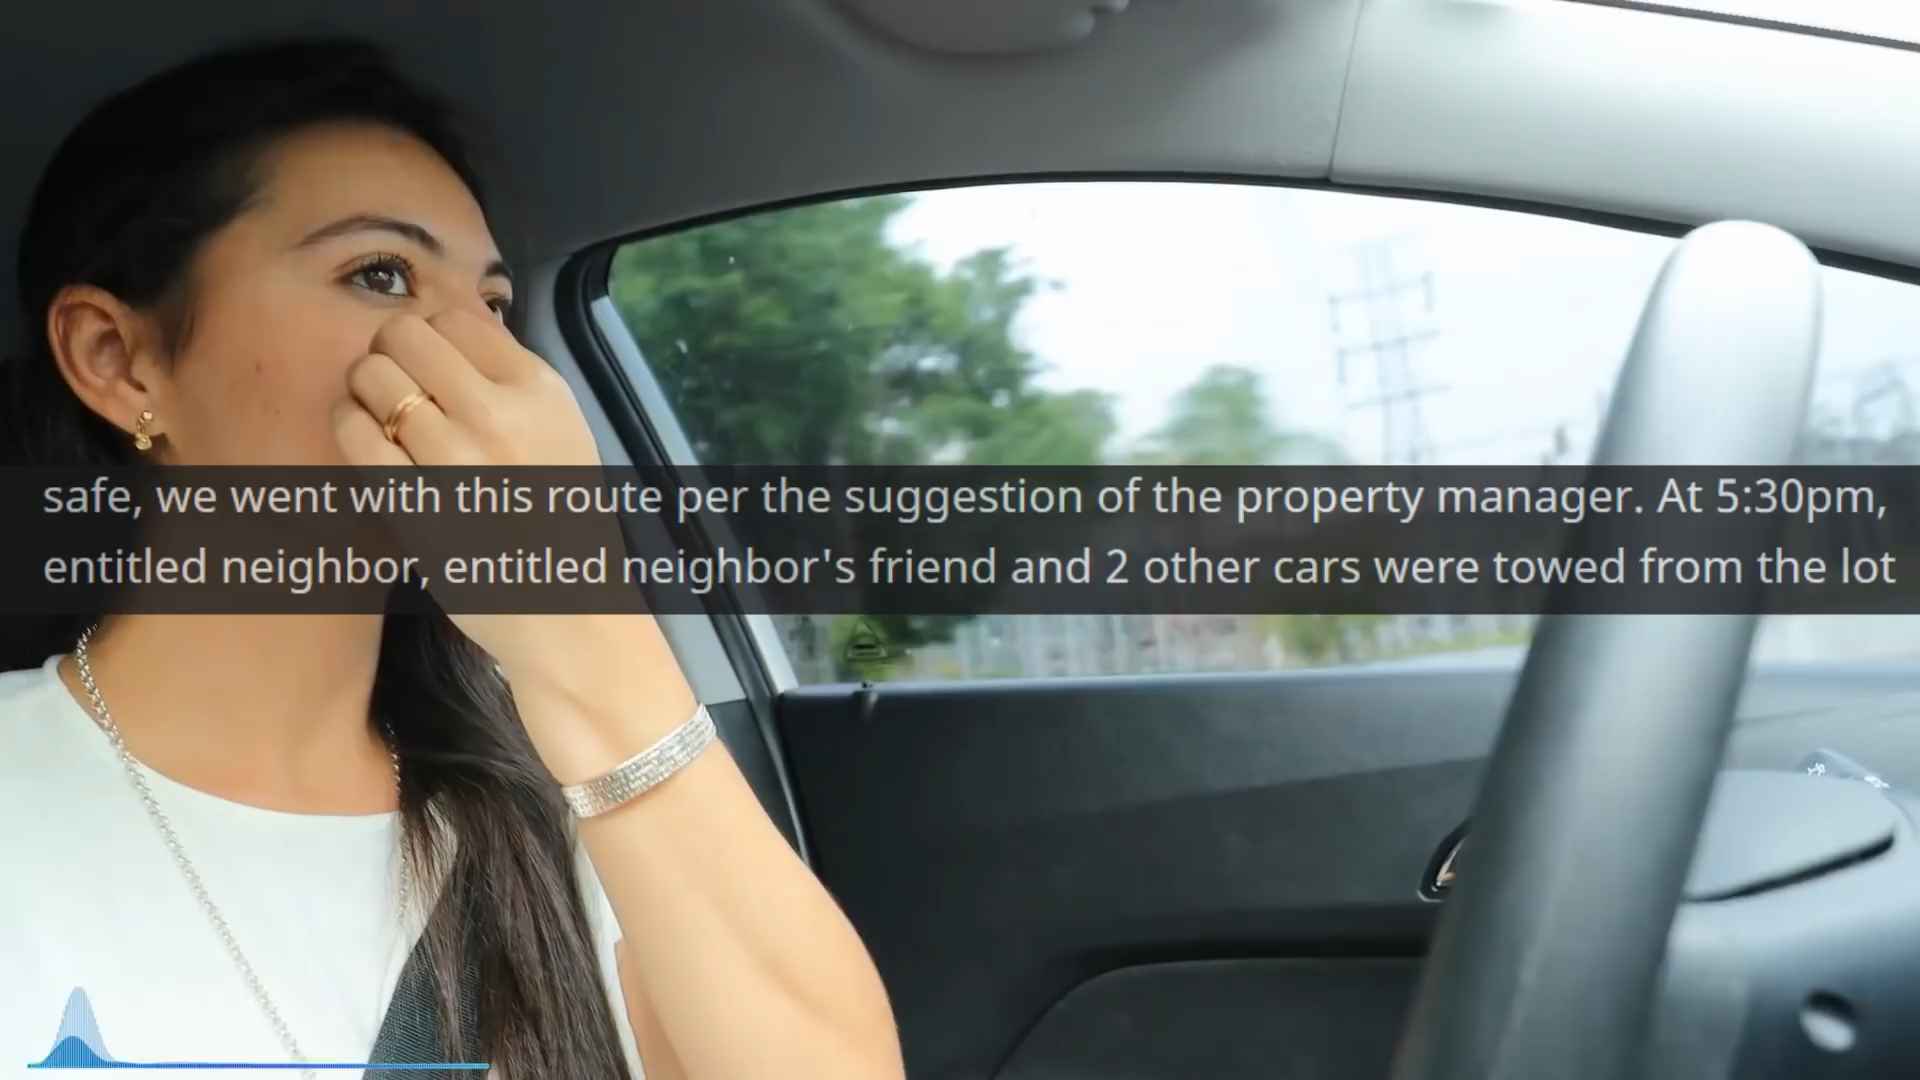 safe, we went with this route per the suggestion of the property manager. At 5:30pm,
entitled neighbor, entitled neighbor's friend and 2 other cars were towed from the lot